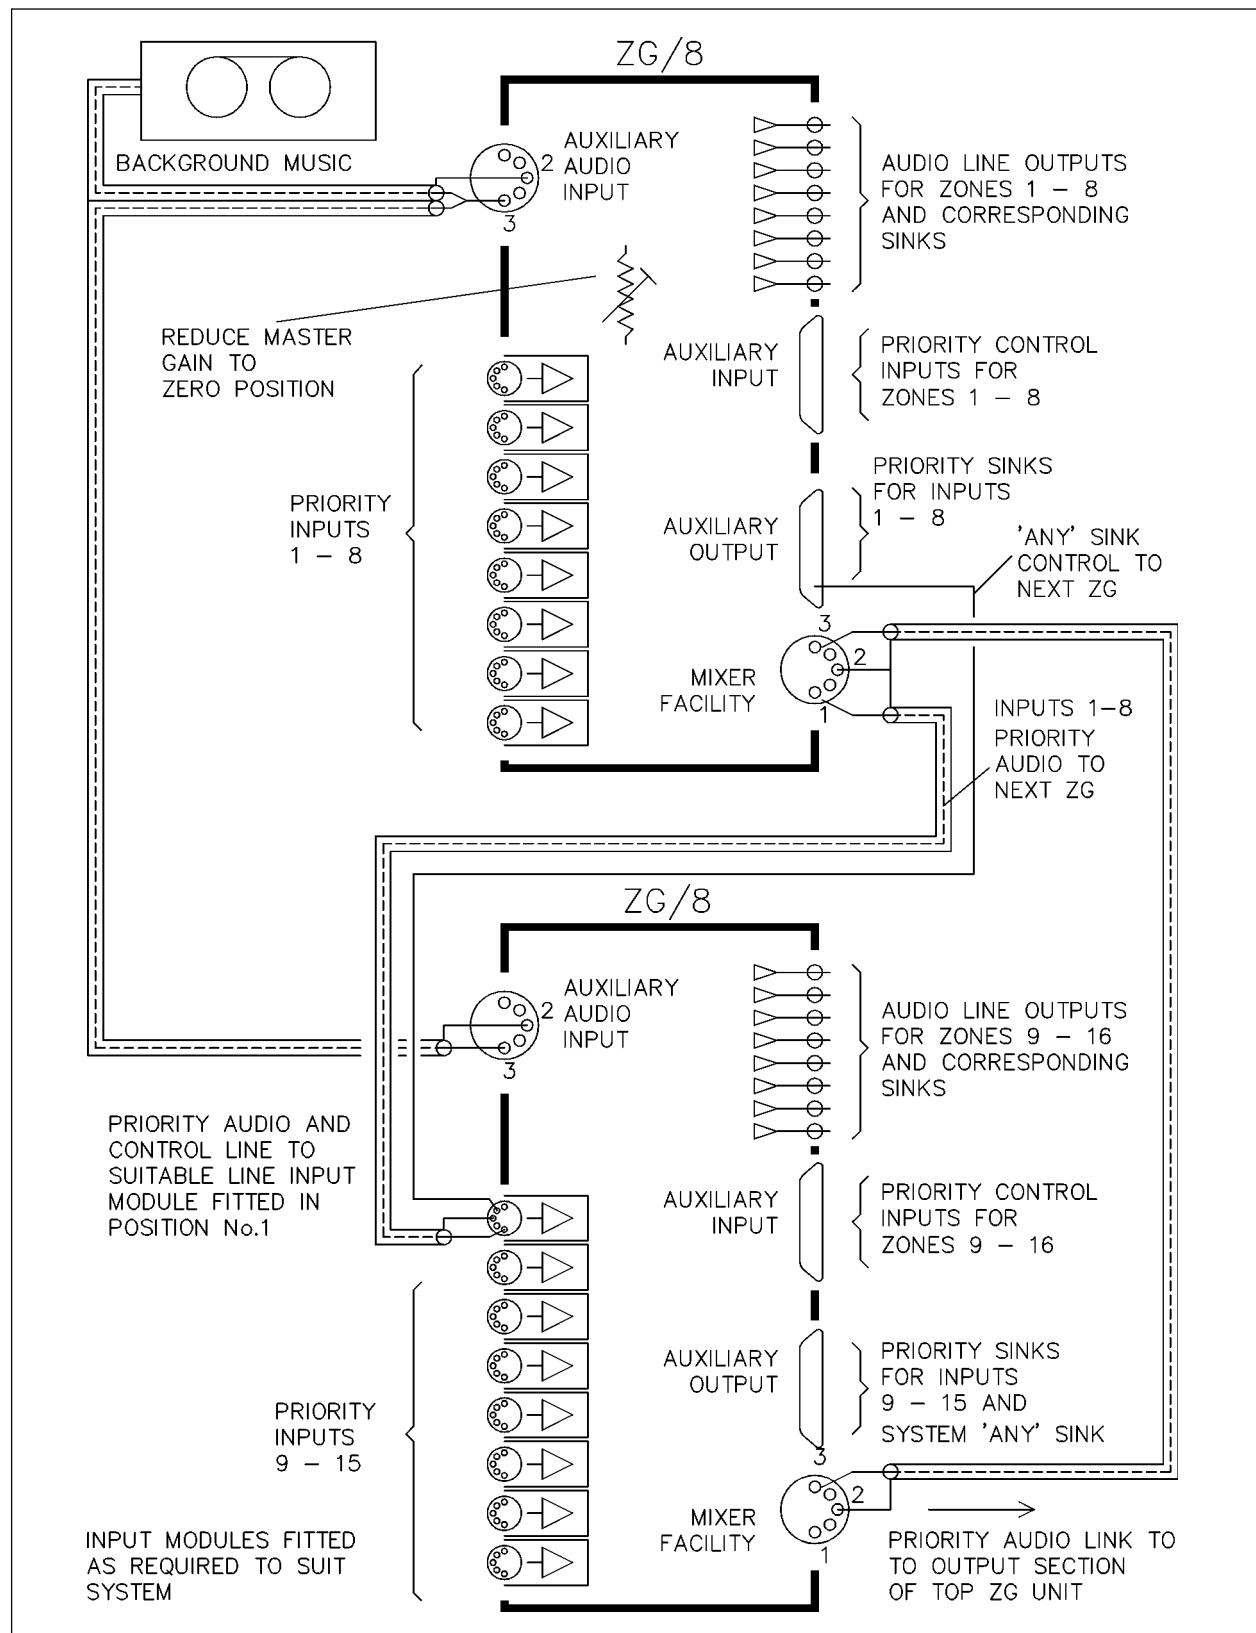 ZG/8
BACKGROUND MUSIC
2
AUXILIARY
AUDIO
INPUT
3
AUDIO LINE OUTPUTS
FOR ZONES 1 – 8
AND CORRESPONDING
SINKS
REDUCE MASTER
GAIN TO
ZERO POSITION
AUXILIARY
INPUT
PRIORITY CONTROL
INPUTS FOR
ZONES 1 – 8
PRIORITY
INPUTS
1 – 8
AUXILIARY
OUTPUT
PRIORITY SINKS
FOR INPUTS
1 – 8
'ANY' SINK
CONTROL TO
NEXT ZG
3
2
MIXER
FACILITY
1
INPUTS 1–8
PRIORITY
AUDIO TO
NEXT ZG
ZG/8
2
AUXILIARY
AUDIO
INPUT
3
AUDIO LINE OUTPUTS
FOR ZONES 9 – 16
AND CORRESPONDING
SINKS
PRIORITY AUDIO AND
CONTROL LINE TO
SUITABLE LINE INPUT
MODULE FITTED IN
POSITION No.1
AUXILIARY
INPUT
PRIORITY CONTROL
INPUTS FOR
ZONES 9 – 16
AUXILIARY
OUTPUT
PRIORITY SINKS
FOR INPUTS
9 – 15 AND
SYSTEM 'ANY' SINK
PRIORITY
INPUTS
9 – 15
3
2
MIXER
FACILITY
1
INPUT MODULES FITTED
AS REQUIRED TO SUIT
SYSTEM
PRIORITY AUDIO LINK TO
TO OUTPUT SECTION
OF TOP ZG UNIT